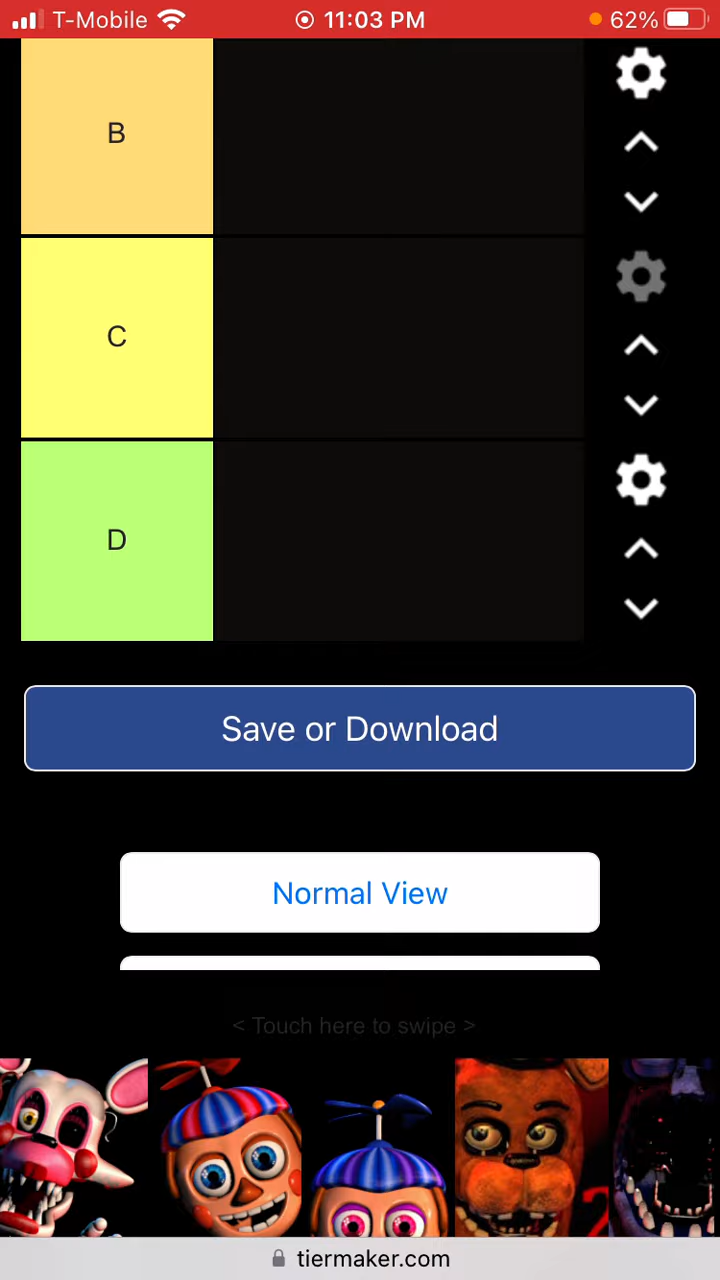 T-Mobile 11:03 PM 62%
B
C
D
Save or Download
Normal View
< Touch here to swipe >
tiermaker.com